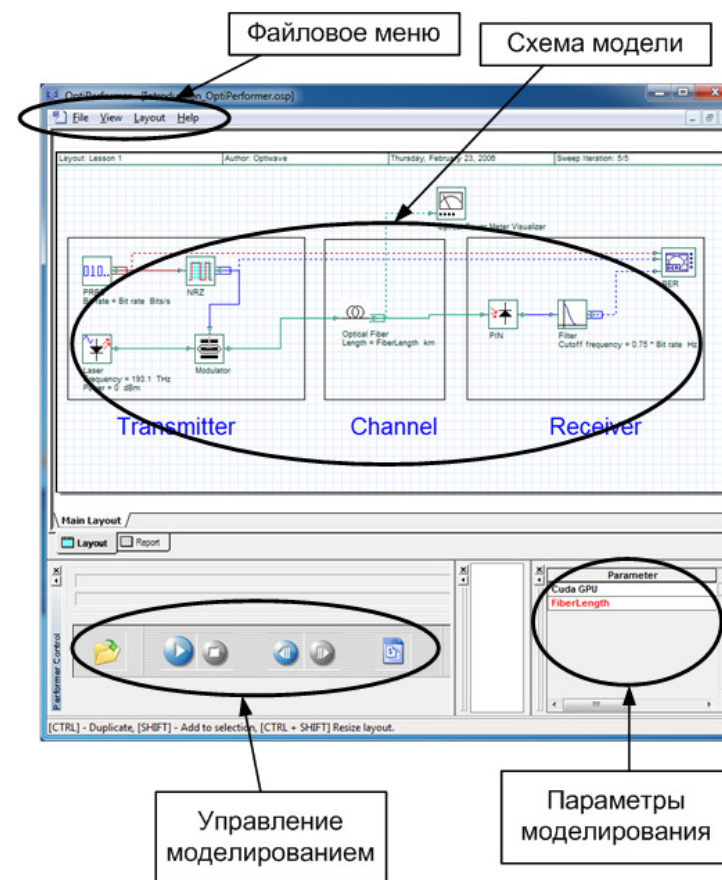 Файловое меню
Схема модели
OptiPerformer - [Introduction_OptiPerformer.osp]
File View Layout Help
Layout: Lesson 1 Author: Optiwave Thursday, February 23, 2006 Sweep Iteration: 5/5
Optical Power Meter Visualizer
010..
PRBS
Bit rate = Bit rate Bits/s
NRZ
BER
Laser
Frequency = 193.1 THz
Power = 0 dBm
Modulator
Optical Fiber
Length = FiberLength km
PIN
Filter
Cutoff frequency = 0.75 * Bit rate Hz
Transmitter Channel Receiver
Main Layout
Layout Report
Performer Control
Parameter
Cuda GPU
FiberLength
[CTRL] - Duplicate, [SHIFT] - Add to selection, [CTRL + SHIFT] Resize layout.
Управление
моделированием
Параметры
моделирования